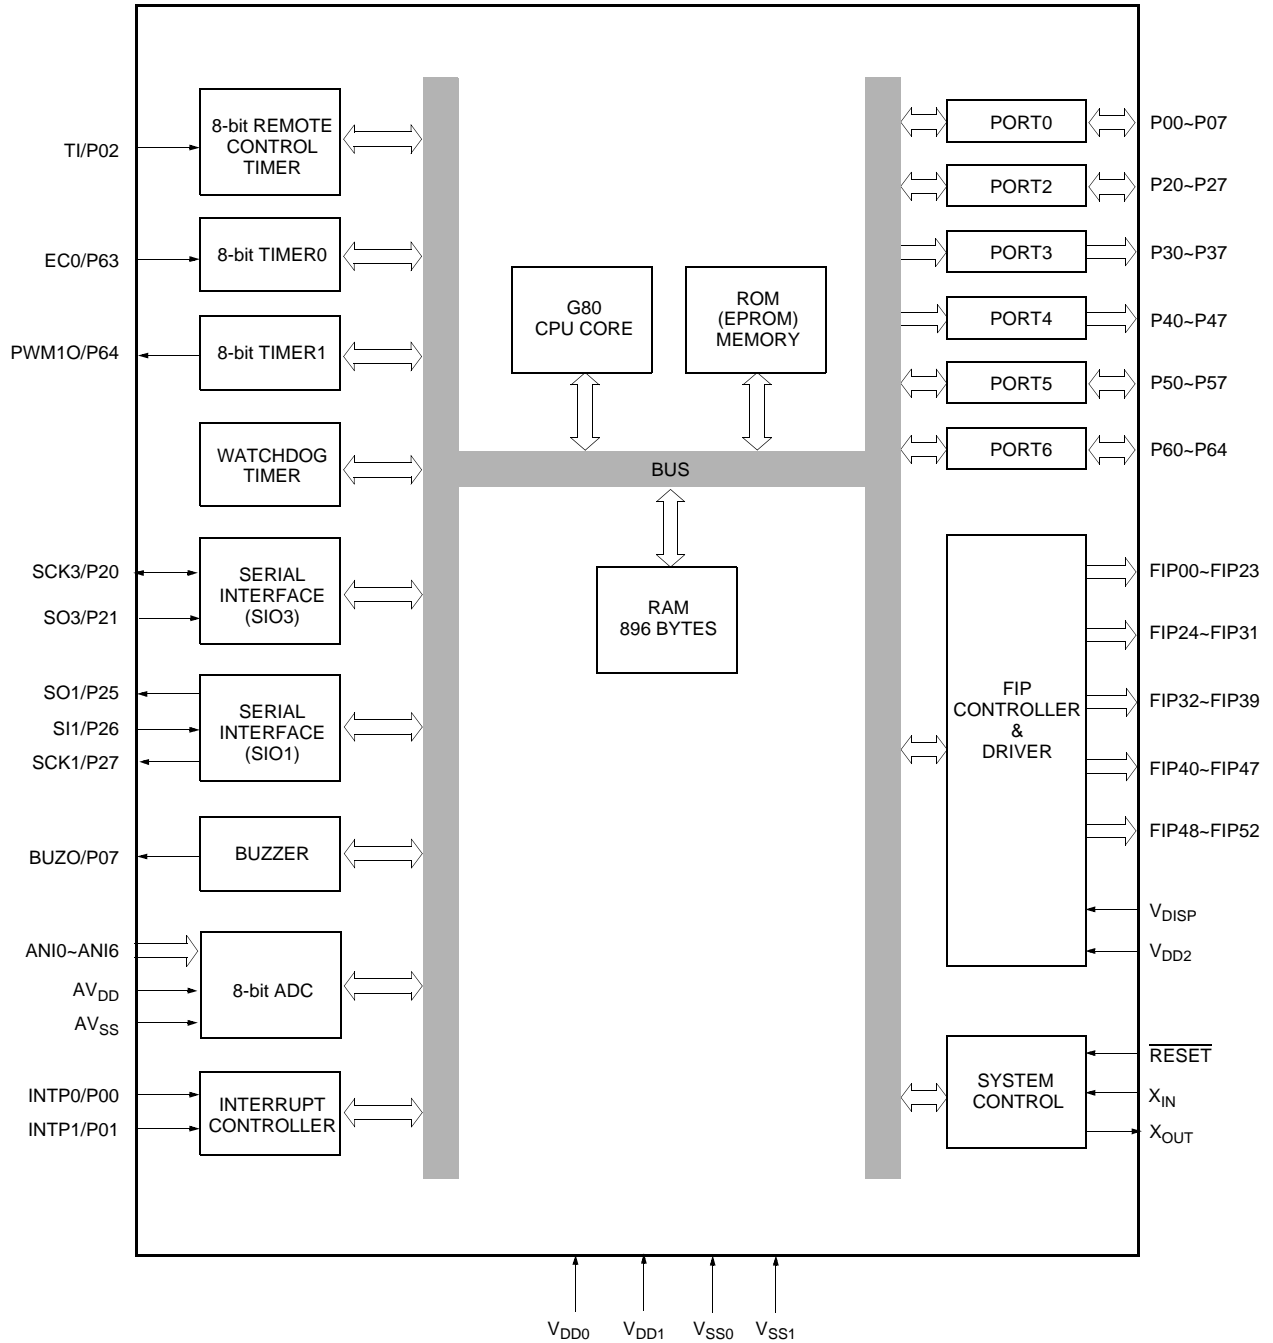 TI/P02
8-bit REMOTE
CONTROL
TIMER
EC0/P63
8-bit TIMER0
PWM1O/P64
8-bit TIMER1
WATCHDOG
TIMER
SCK3/P20
SO3/P21
SERIAL
INTERFACE
(SIO3)
SO1/P25
SI1/P26
SCK1/P27
SERIAL
INTERFACE
(SIO1)
BUZO/P07
BUZZER
ANI0~ANI6
AVDD
AVSS
8-bit ADC
INTP0/P00
INTP1/P01
INTERRUPT
CONTROLLER
G80
CPU CORE
ROM
(EPROM)
MEMORY
BUS
RAM
896 BYTES
PORT0
P00~P07
PORT2
P20~P27
PORT3
P30~P37
PORT4
P40~P47
PORT5
P50~P57
PORT6
P60~P64
FIP
CONTROLLER
&
DRIVER
FIP00~FIP23
FIP24~FIP31
FIP32~FIP39
FIP40~FIP47
FIP48~FIP52
VDISP
VDD2
SYSTEM
CONTROL
RESET
XIN
XOUT
VDD0
VDD1
VSS0
VSS1